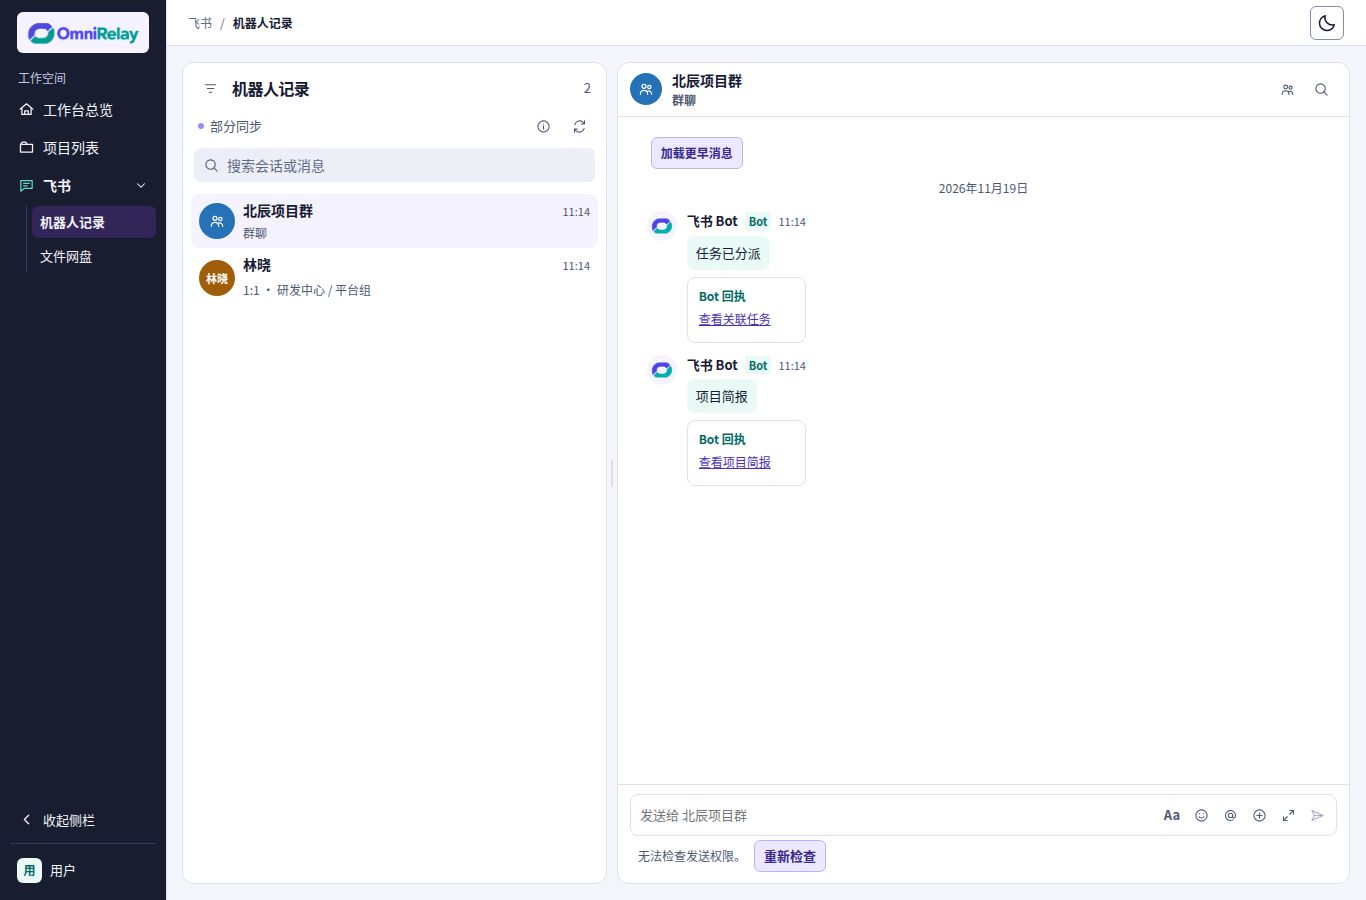 OmniRelay
工作空间
工作台总览
项目列表
飞书
机器人记录
文件网盘
收起侧栏
用 用户
飞书 / 机器人记录
机器人记录 2
部分同步
搜索会话或消息
北辰项目群 11:14
群聊
林晓 林晓 11:14
1:1 · 研发中心 / 平台组
北辰项目群
群聊
加载更早消息
2026年11月19日
飞书 Bot Bot 11:14
任务已分派
Bot 回执
查看关联任务
飞书 Bot Bot 11:14
项目简报
Bot 回执
查看项目简报
发送给 北辰项目群 Aa
无法检查发送权限。 重新检查